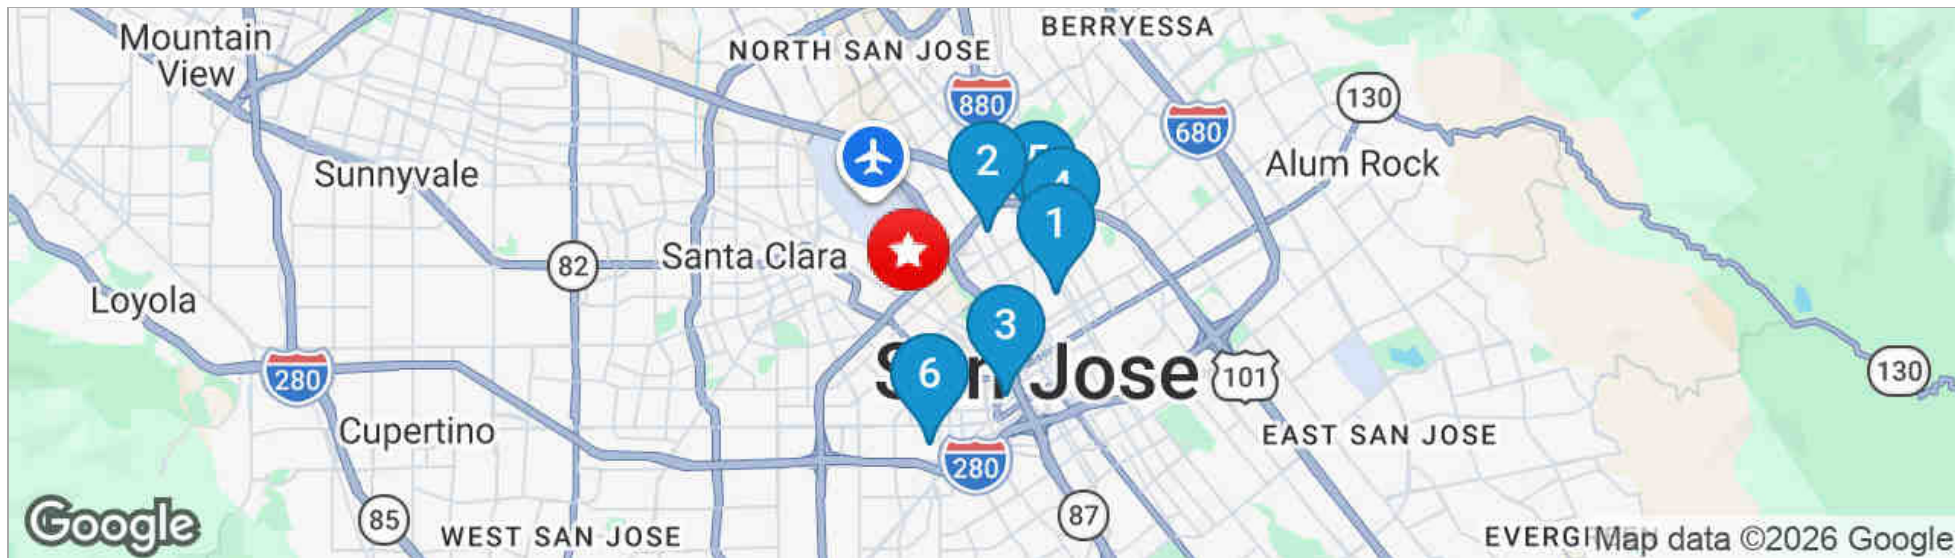 BERRYESSA
Mountain
View
NORTH SAN JOSE
880
130
680
2
5
4
1
Alum Rock
Sunnyvale
Santa Clara
82
Loyola
3
San Jose
6
280
101
130
Cupertino
EAST SAN JOSE
280
85
87
Google
WEST SAN JOSE
Map data ©2026 Google